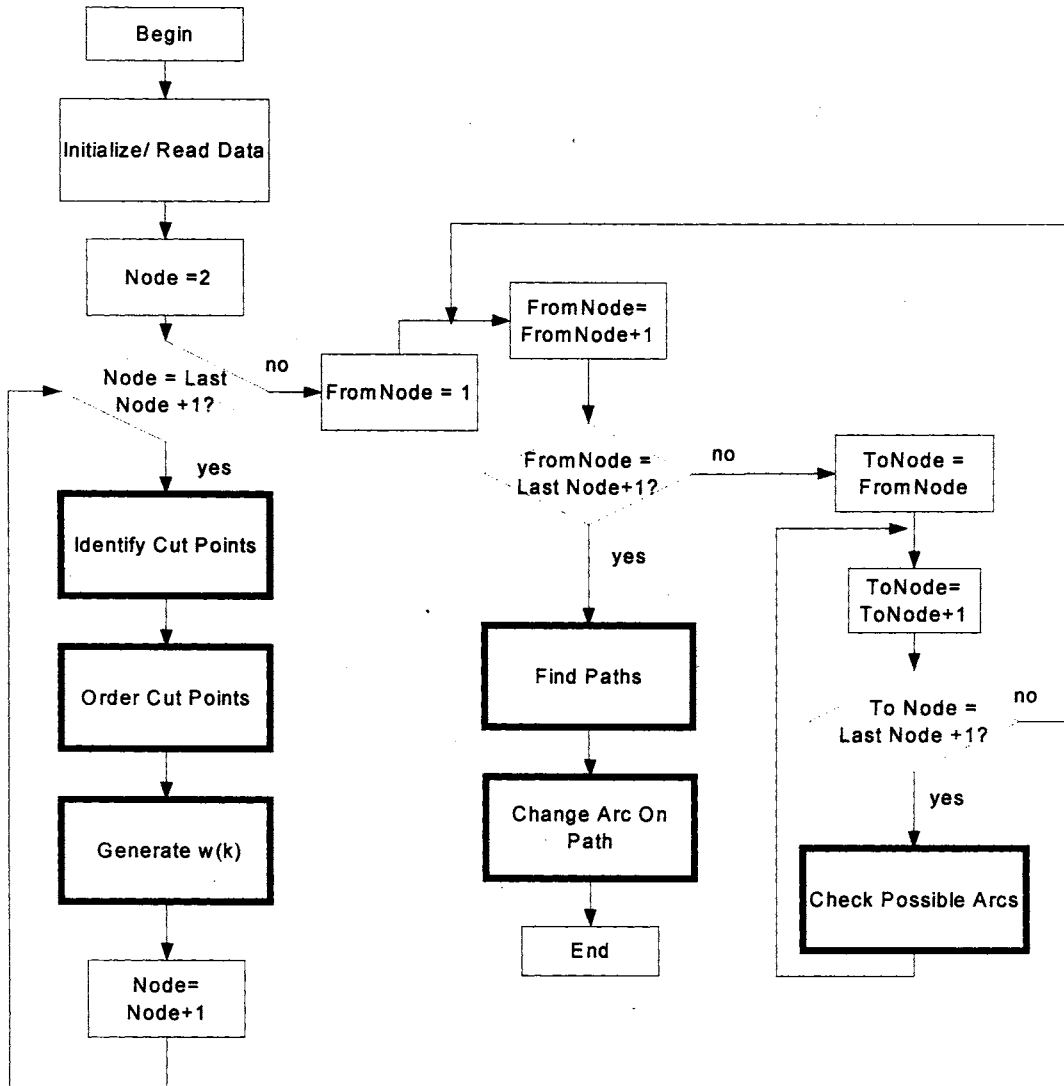 Begin
Initialize/ Read Data
Node =2
Node = Last
Node +1?
no
yes
Identify Cut Points
Order Cut Points
Generate w(k)
Node=
Node+1
FromNode = 1
FromNode=
FromNode+1
FromNode =
Last Node+1?
no
yes
Find Paths
Change Arc On
Path
End
ToNode =
FromNode
ToNode=
ToNode+1
To Node =
Last Node +1?
no
yes
Check Possible Arcs